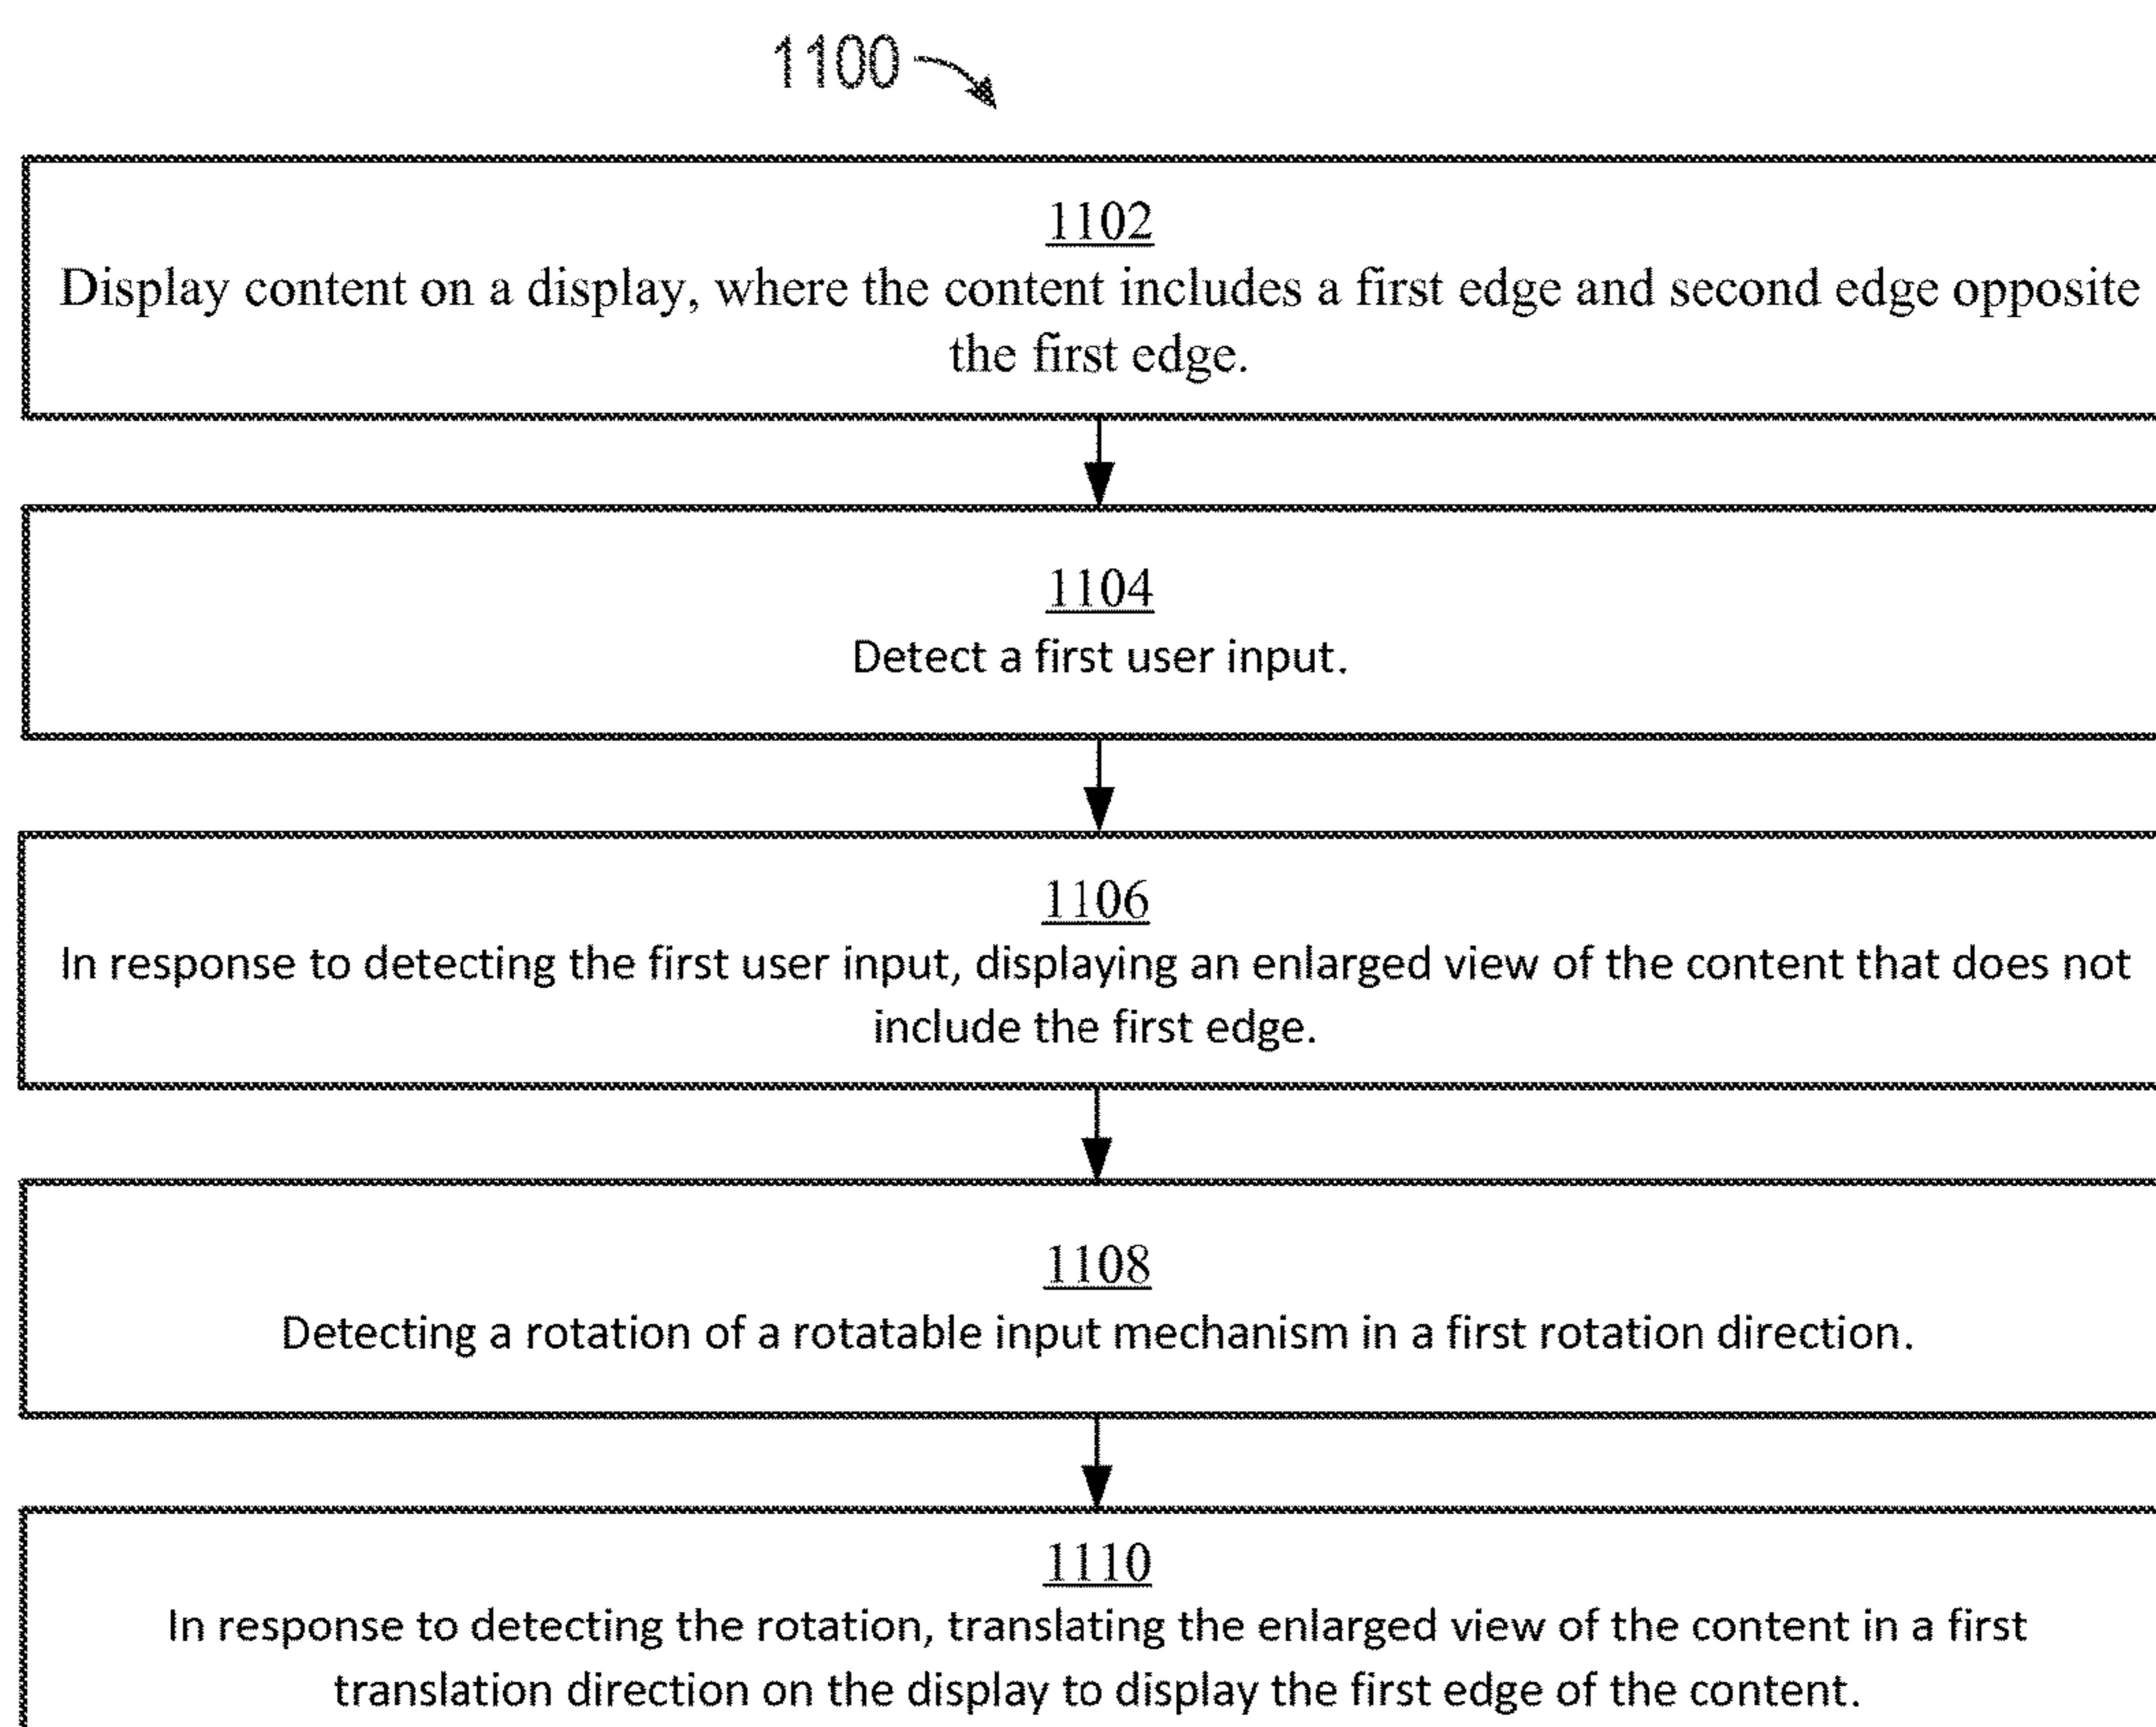 1100
1102
Display content on a display, where the content includes a first edge and second edge opposite
the first edge.
1104
Detect a first user input.
1106
In response to detecting the first user input, displaying an enlarged view of the content that does not
include the first edge.
1108
Detecting a rotation of a rotatable input mechanism in a first rotation direction.
1110
In response to detecting the rotation, translating the enlarged view of the content in a first
translation direction on the display to display the first edge of the content.